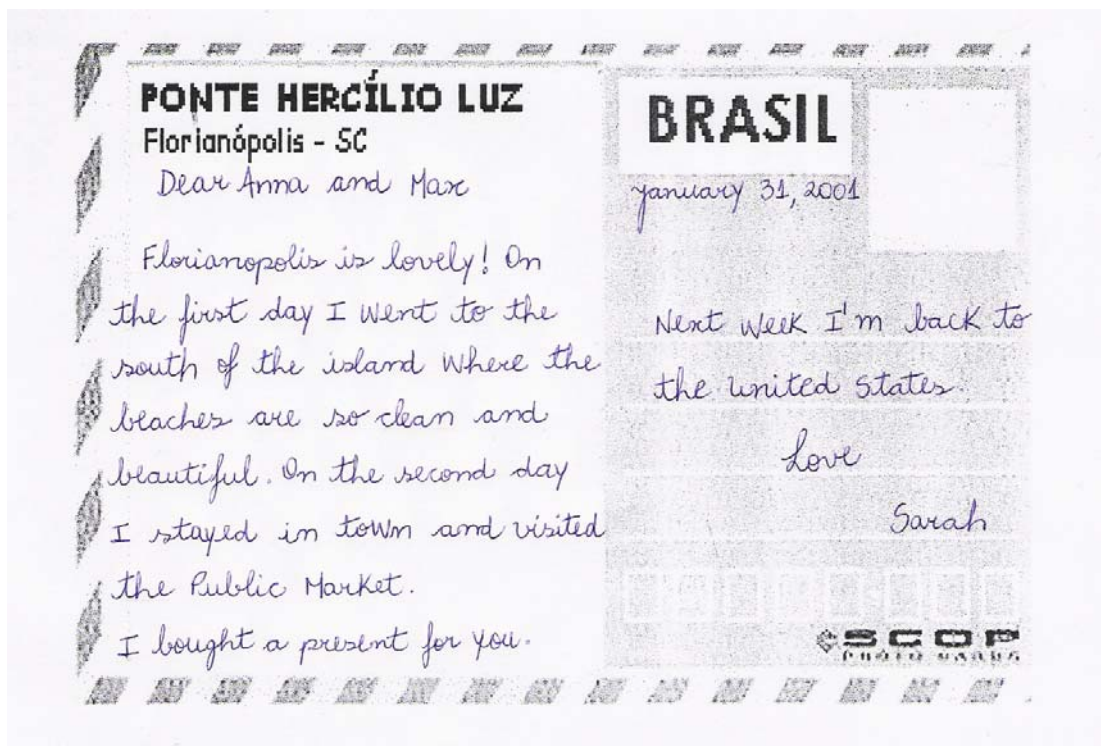 PONTE HERCÍLIO LUZ
Florianópolis - SC
Dear Anna and Max
Florianopolis is lovely! On
the first day I went to the
south of the island where the
beaches are so clean and
beautiful. On the second day
I stayed in town and visited
the Public Market.
I bought a present for you.
BRASIL
january 31, 2001
Next week I'm back to
the united states.
Love
Sarah
SCOP